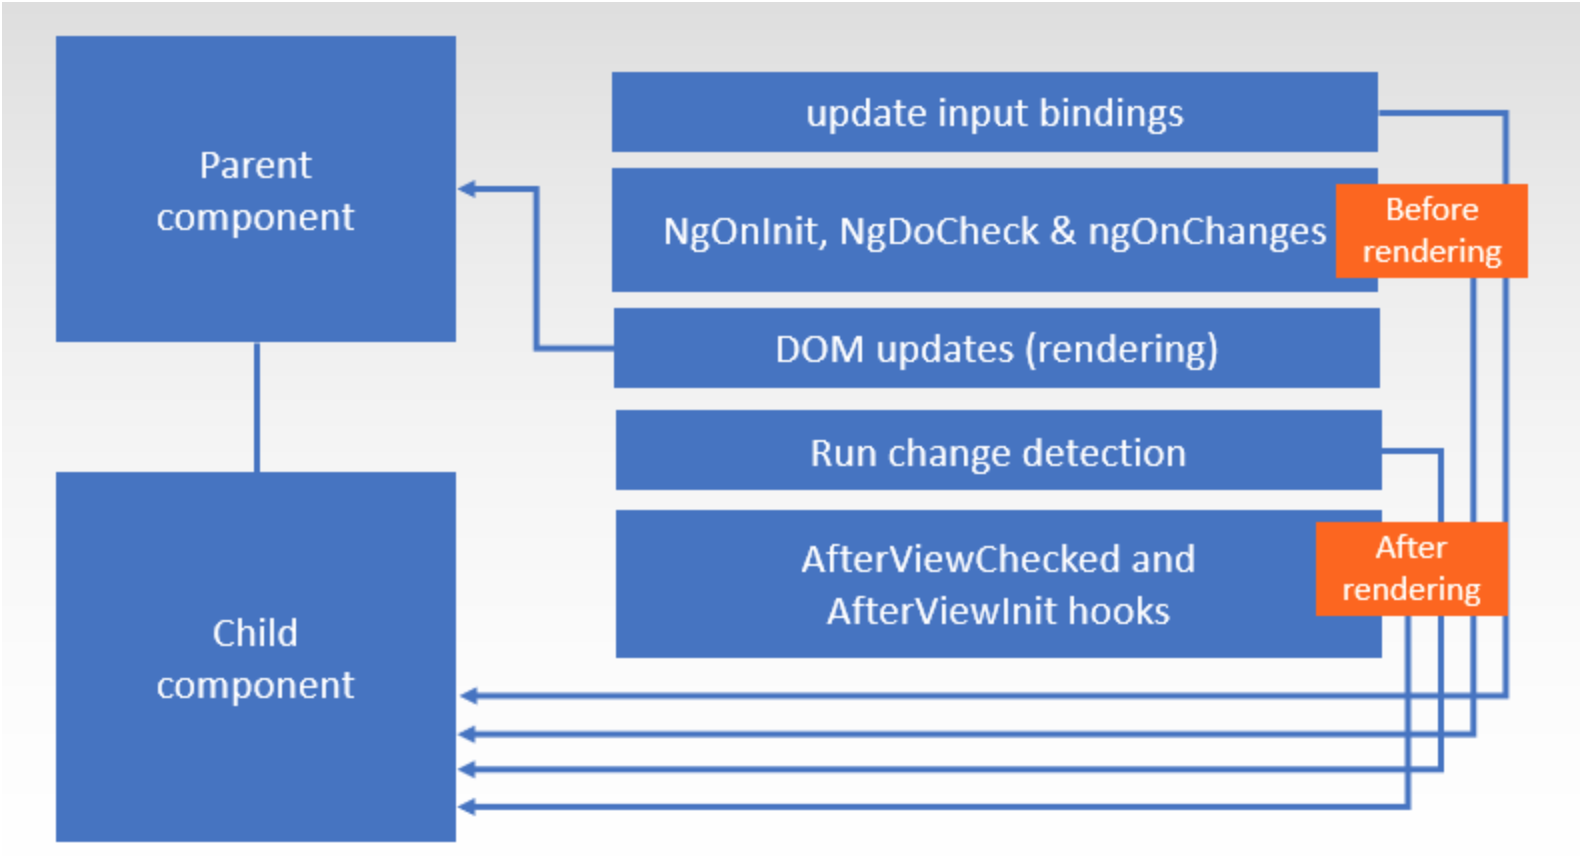 Parent
component
update input bindings
NgOnInit, NgDoCheck & ngOnChanges
Before
rendering
DOM updates (rendering)
Run change detection
AfterViewChecked and
AfterViewInit hooks
After
rendering
Child
component